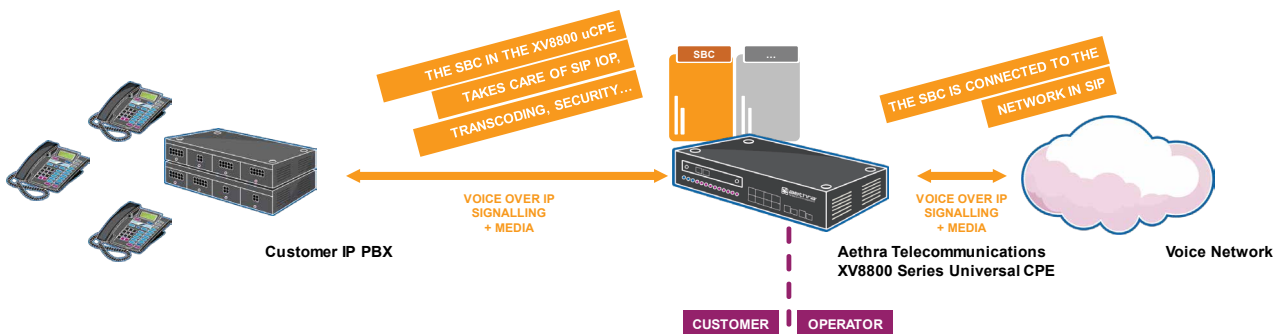 THE SBC IN THE XV8800 uCPE
TAKES CARE OF SIP IOP,
TRANSCODING, SECURITY...
SBC
...
THE SBC IS CONNECTED TO THE
NETWORK IN SIP
VOICE OVER IP
SIGNALLING
+ MEDIA
VOICE OVER IP
SIGNALLING
+ MEDIA
Customer IP PBX
Aethra Telecommunications
XV8800 Series Universal CPE
Voice Network
CUSTOMER
OPERATOR